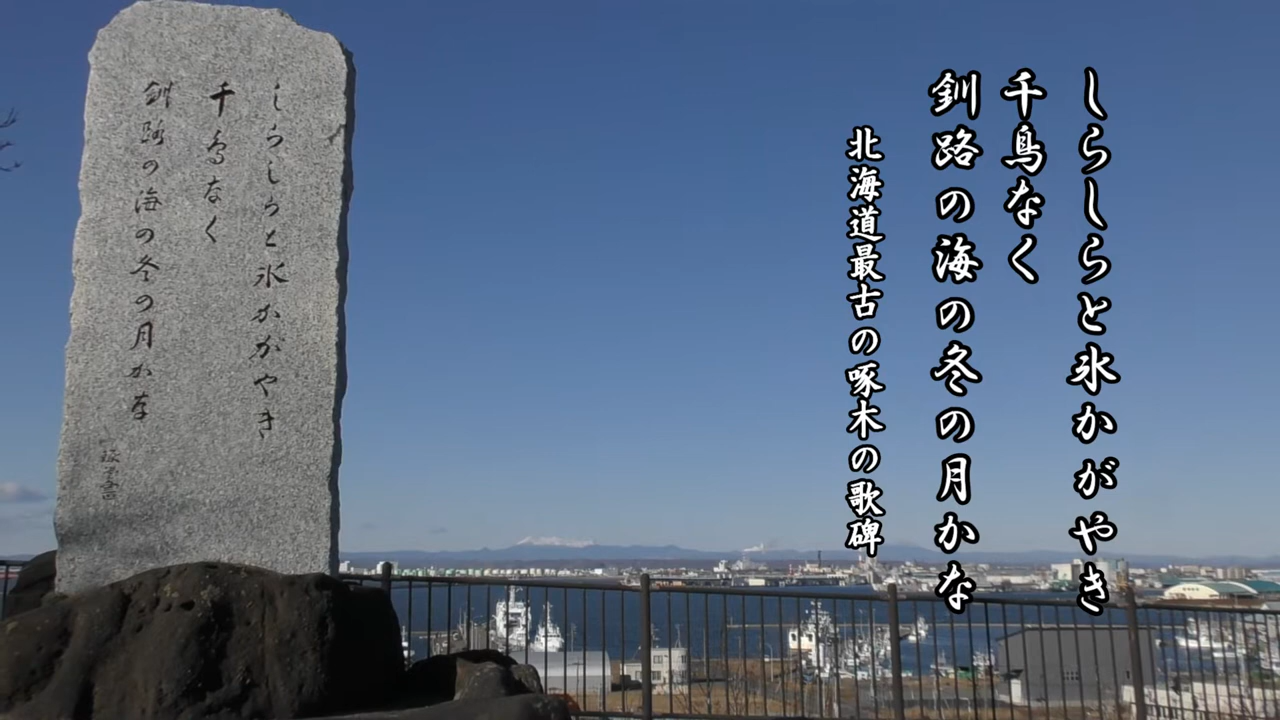 しらしらと氷かがやき
千鳥なく
釧路の海の冬の月かな
北海道最古の啄木の歌碑
しらしらと氷かがやき
千鳥なく
釧路の海の冬の月かな